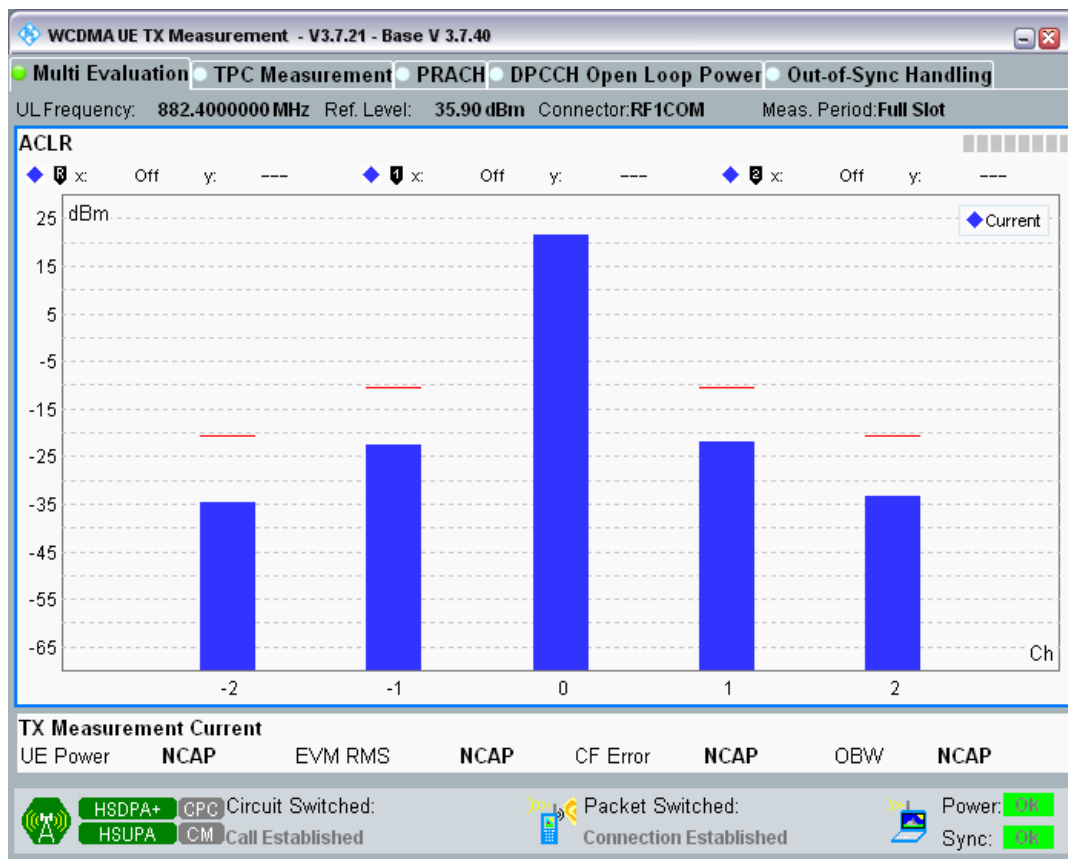 WCDMA UE TX Measurement - V3.7.21 - Base V 3.7.40
Multi Evaluation TPC Measurement PRACH DPCCH Open Loop Power Out-of-Sync Handling
UL Frequency: 882.4000000 MHz Ref. Level: 35.90 dBm Connector:RF1COM Meas. Period:Full Slot
ACLR
R x: Off y: --- 1 x: Off y: --- 2 x: Off y: ---
dBm
Current
25
15
5
-5
-15
-25
-35
-45
-55
-65
Ch
-2 -1 0 1 2
TX Measurement Current
UE Power NCAP EVM RMS NCAP CF Error NCAP OBW NCAP
HSDPA+ CPC Circuit Switched: Packet Switched: Power: OK
HSUPA CM Call Established Connection Established Sync: OK